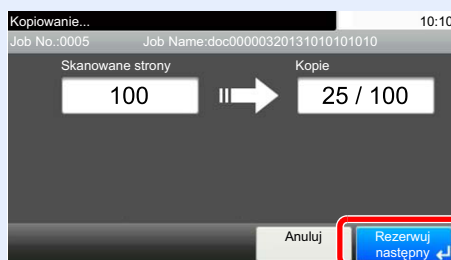 Kopiowanie... 10:10
Job No.:0005 Job Name:doc00000320131010101010
Skanowane strony Kopie
100 25 / 100
Anuluj Rezerwuj
następny